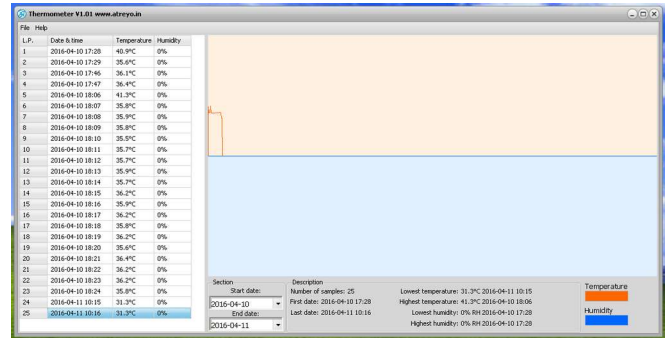 Thermometer V1.01 www.atreyo.in
File Help
L.P. Date & time Temperature Humidity
1 2016-04-10 17:28 40.9°C 0%
2 2016-04-10 17:29 35.6°C 0%
3 2016-04-10 17:46 36.1°C 0%
4 2016-04-10 17:47 36.4°C 0%
5 2016-04-10 18:06 41.3°C 0%
6 2016-04-10 18:07 35.8°C 0%
7 2016-04-10 18:08 35.9°C 0%
8 2016-04-10 18:09 35.8°C 0%
9 2016-04-10 18:10 35.5°C 0%
10 2016-04-10 18:11 35.7°C 0%
11 2016-04-10 18:12 35.7°C 0%
12 2016-04-10 18:13 35.9°C 0%
13 2016-04-10 18:14 35.7°C 0%
14 2016-04-10 18:15 36.2°C 0%
15 2016-04-10 18:16 35.9°C 0%
16 2016-04-10 18:17 36.2°C 0%
17 2016-04-10 18:18 35.8°C 0%
18 2016-04-10 18:19 36.2°C 0%
19 2016-04-10 18:20 35.6°C 0%
20 2016-04-10 18:21 36.4°C 0%
21 2016-04-10 18:22 36.2°C 0%
22 2016-04-10 18:23 36.2°C 0%
23 2016-04-10 18:24 35.8°C 0%
24 2016-04-11 10:15 31.3°C 0%
25 2016-04-11 10:16 31.3°C 0%
Section
Start date:
2016-04-10
End date:
2016-04-11
Description
Number of samples: 25
First date: 2016-04-10 17:28
Last date: 2016-04-11 10:16
Lowest temperature: 31.3°C 2016-04-11 10:15
Highest temperature: 41.3°C 2016-04-10 18:06
Lowest humidity: 0% RH 2016-04-10 17:28
Highest humidity: 0% RH 2016-04-10 17:28
Temperature
Humidity